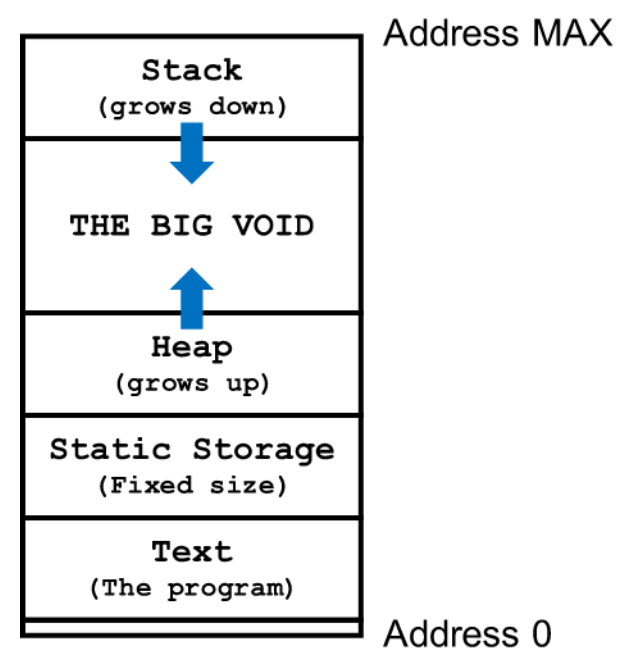 Address MAX
Stack
(grows down)
THE BIG VOID
Heap
(grows up)
Static Storage
(Fixed size)
Text
(The program)
Address 0